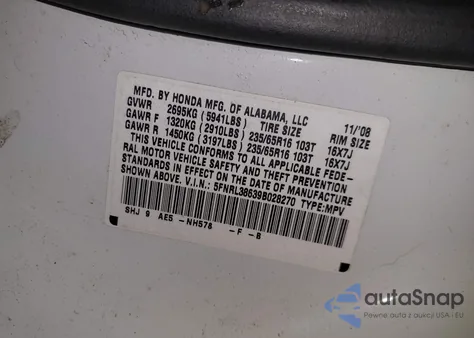 MFD. BY HONDA MFG. OF ALABAMA, LLC 11/'08
GVWR 2695KG (5941LBS) TIRE SIZE RIM SIZE
GAWR F 1320KG (2910LBS) 235/65R16 103T 16X7J
GAWR R 1450KG (3197LBS) 235/65R16 103T 16X7J
THIS VEHICLE CONFORMS TO ALL APPLICABLE FEDE-
RAL MOTOR VEHICLE SAFETY AND THEFT PREVENTION
STANDARDS IN EFFECT ON THE DATE OF MANUFACTURE
SHOWN ABOVE. V.I.N.: 5FNRL38639B028270 TYPE: MPV
SHJ 9 AE5 -NH578 -F -B
autoSnap
Pewne auta z aukcji USA i EU